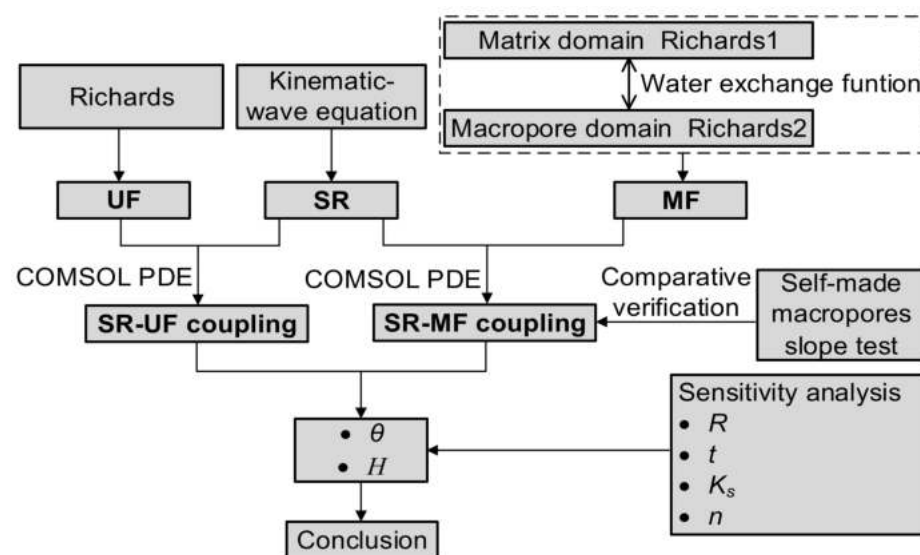 Richards
Kinematic-
wave equation
Matrix domain Richards1
Water exchange funtion
Macropore domain Richards2
UF
SR
MF
COMSOL PDE
COMSOL PDE
SR-UF coupling
SR-MF coupling
Comparative
verification
Self-made
macropores
slope test
• θ
• H
Sensitivity analysis
• R
• t
• Kₛ
• n
Conclusion